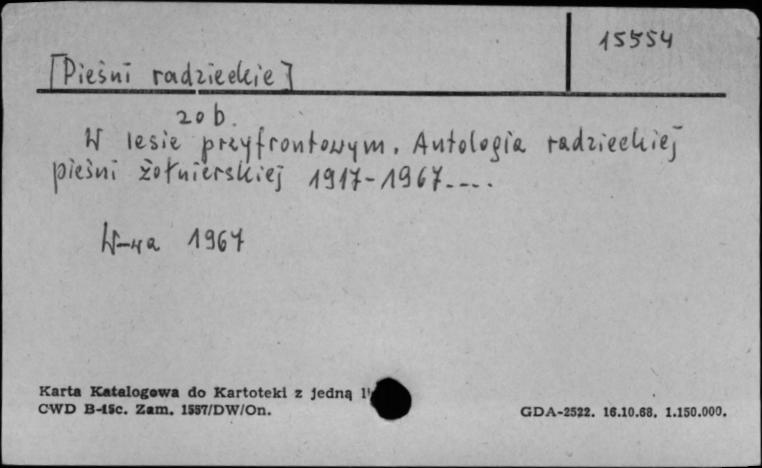 15554
[Pieśni radzieckie]
zob.
W lesie przyfrontowym. Antologia radzieckiej
pieśni żołnierskiej 1917-1967....
W-wa 1967
Karta Katalogowa do Kartoteki z jedną
CWD B-15c. Zam. 1557/DW/On.
GDA-2522. 16.10.68. 1.150.000.